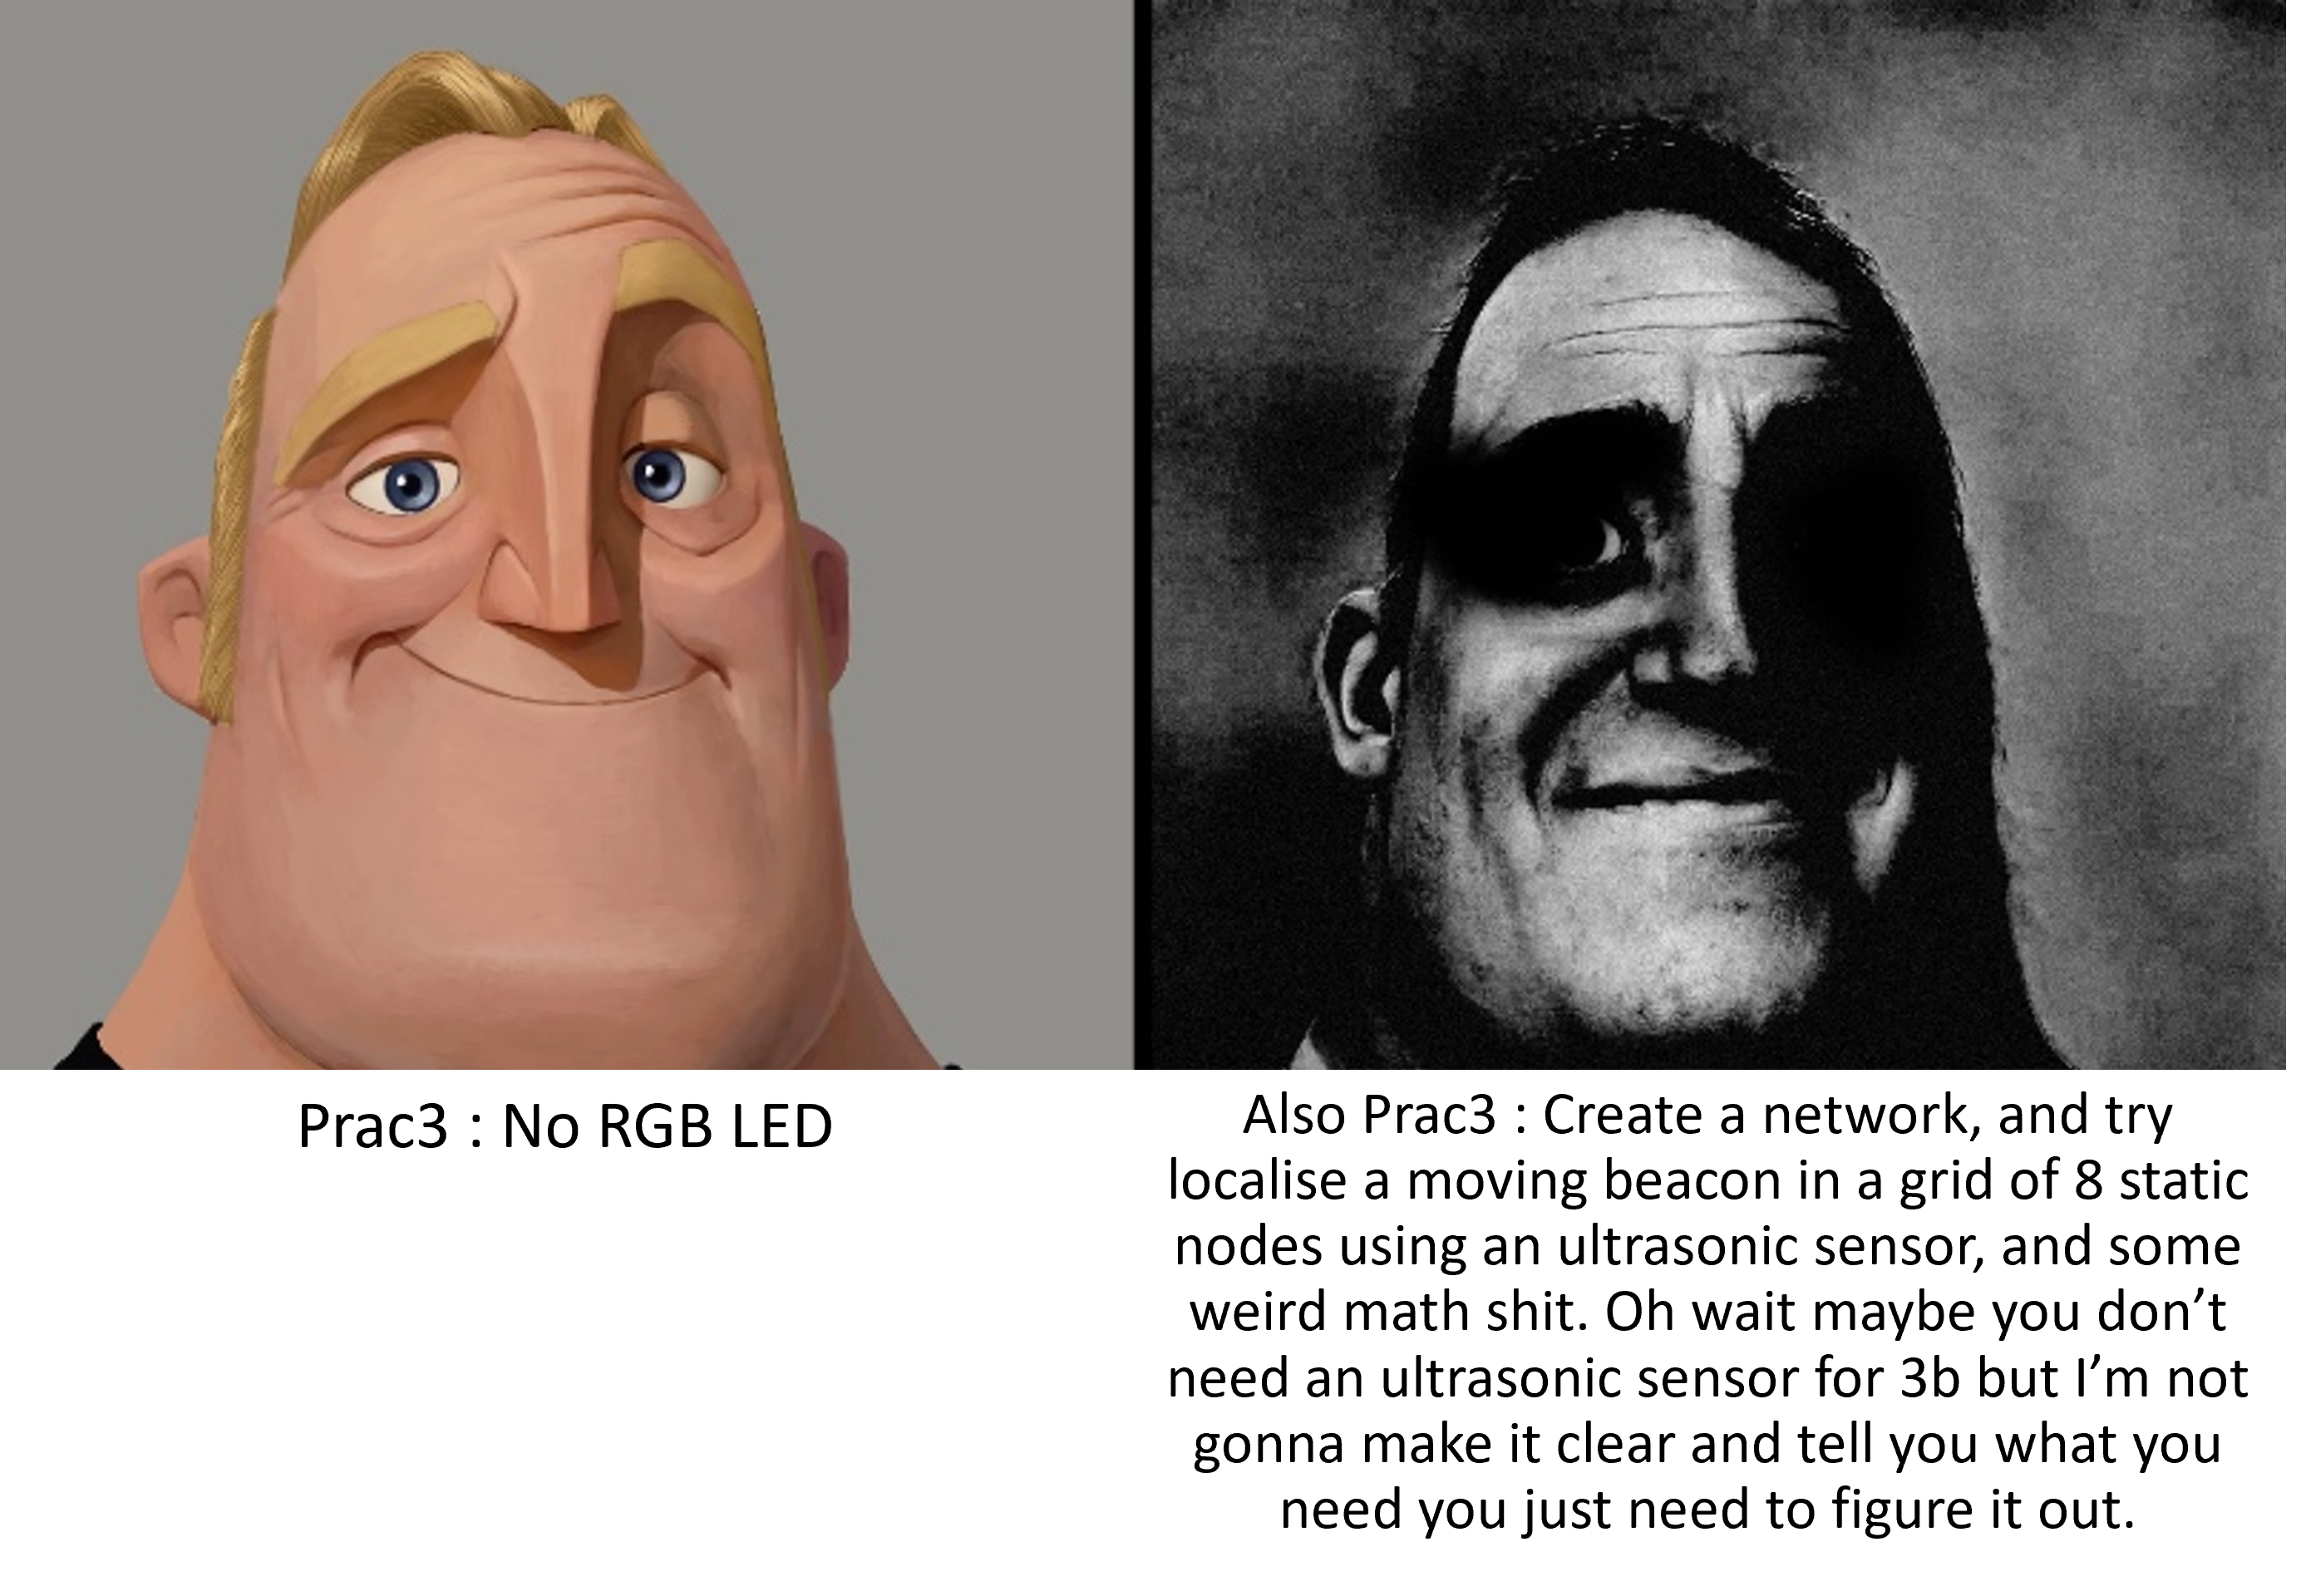 Prac3 : No RGB LED
Also Prac3 : Create a network, and try
localise a moving beacon in a grid of 8 static
nodes using an ultrasonic sensor, and some
weird math shit. Oh wait maybe you don’t
need an ultrasonic sensor for 3b but I’m not
gonna make it clear and tell you what you
need you just need to figure it out.